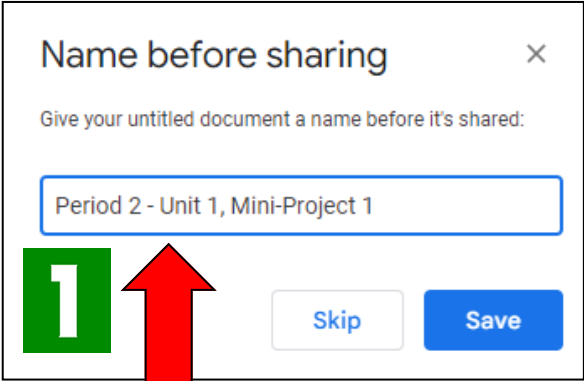 Name before sharing
Give your untitled document a name before it's shared:
Period 2 - Unit 1, Mini-Project 1
1
Skip
Save